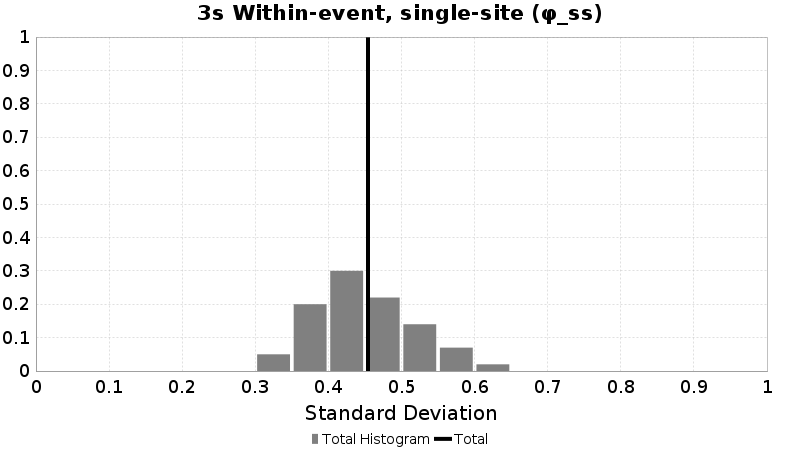 3s Within-event, single-site (φ_ss)
1
0.9
0.8
0.7
0.6
0.5
0.4
0.3
0.2
0.1
0
0 0.1 0.2 0.3 0.4 0.5 0.6 0.7 0.8 0.9 1
Standard Deviation
Total Histogram Total